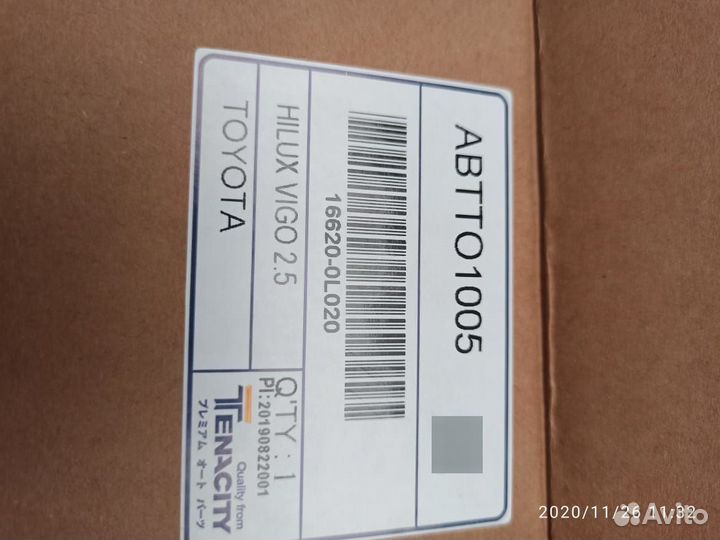 ABTTO1005
16620-0L020
HILUX VIGO 2.5
Q'TY : 1
PI:20190822001
TOYOTA
Quality from
TENACITY
プレミアム オート パーツ
2020/11/26 11:32
Avito